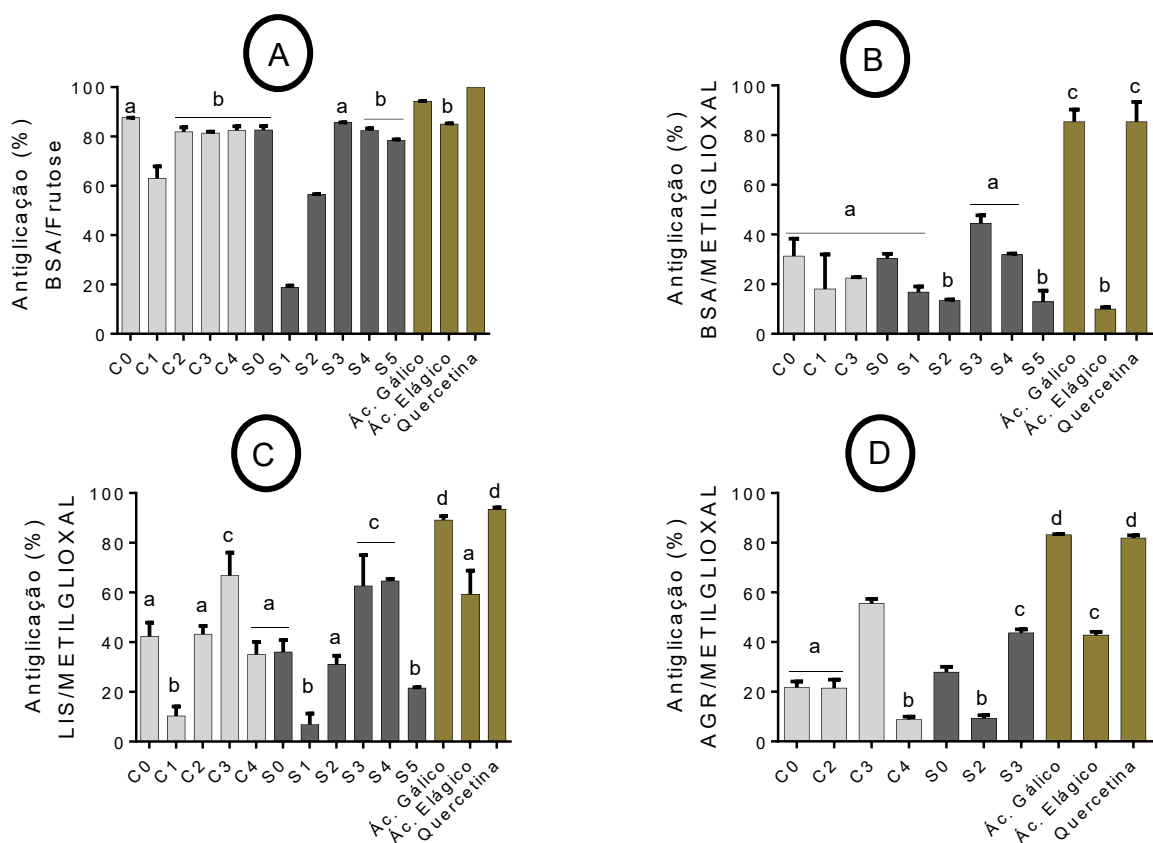 A
Antiglicação (%)
BSA/Frutose
100
80
60
40
20
0
a
b
a
b
b
C0
C1
C2
C3
C4
S0
S1
S2
S3
S4
S5
Ác. Gálico
Ác. Elágico
Quercetina
B
Antiglicação (%)
BSA/METILGLIOXAL
100
80
60
40
20
0
a
b
a
b
c
b
c
C0
C1
C3
S0
S1
S2
S3
S4
S5
Ác. Gálico
Ác. Elágico
Quercetina
C
Antiglicação (%)
LIS/METILGLIOXAL
100
80
60
40
20
0
a
b
a
c
a
b
a
c
b
d
a
d
C0
C1
C2
C3
C4
S0
S1
S2
S3
S4
S5
Ác. Gálico
Ác. Elágico
Quercetina
D
Antiglicação (%)
AGR/METILGLIOXAL
100
80
60
40
20
0
a
b
b
c
d
c
d
C0
C2
C3
C4
S0
S2
S3
Ác. Gálico
Ác. Elágico
Quercetina